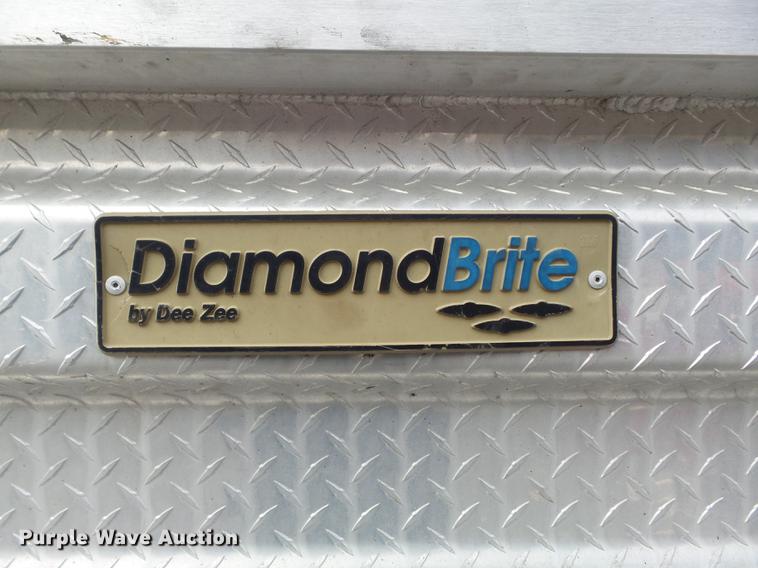 DiamondBrite
by Dee Zee
Purple Wave Auction